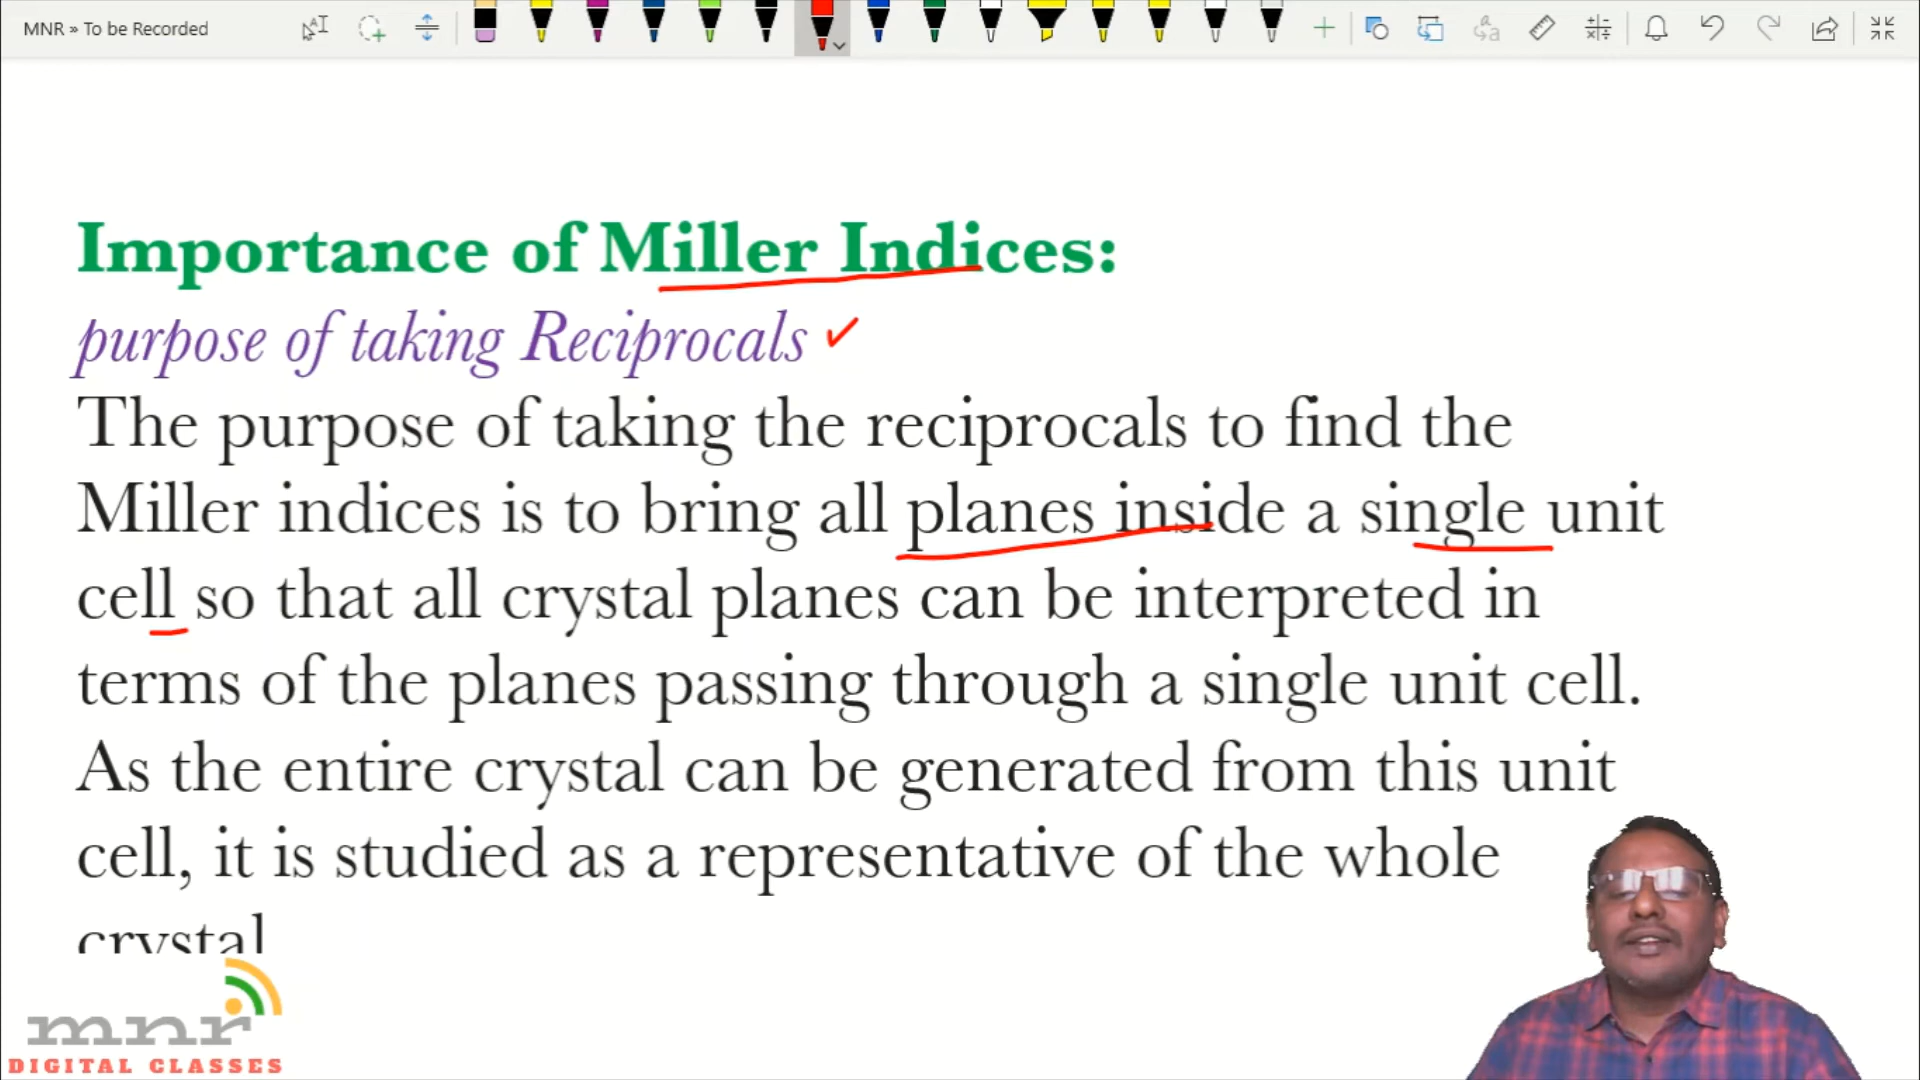 MNR » To be Recorded
Importance of Miller Indices:
purpose of taking Reciprocals
The purpose of taking the reciprocals to find the
Miller indices is to bring all planes inside a single unit
cell so that all crystal planes can be interpreted in
terms of the planes passing through a single unit cell.
As the entire crystal can be generated from this unit
cell, it is studied as a representative of the whole
crystal
mnr
DIGITAL CLASSES